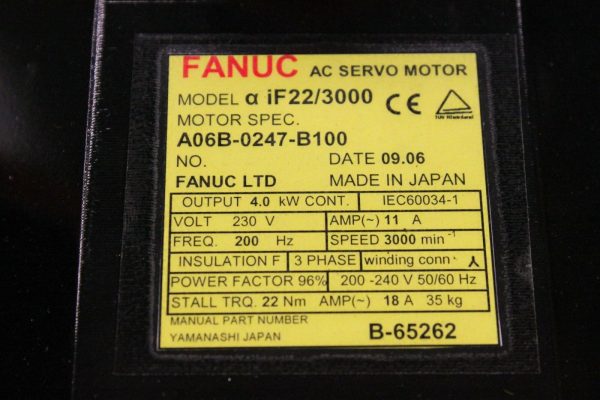 FANUC AC SERVO MOTOR
MODEL α iF22/3000
MOTOR SPEC.
A06B-0247-B100
CE
TUV Rheinland
NO. DATE 09.06
FANUC LTD MADE IN JAPAN
OUTPUT 4.0 kW CONT. IEC60034-1
VOLT 230 V AMP(~) 11 A
FREQ. 200 Hz SPEED 3000 min⁻¹
INSULATION F 3 PHASE winding conn
POWER FACTOR 96% 200 -240 V 50/60 Hz
STALL TRQ. 22 Nm AMP(~) 18 A 35 kg
MANUAL PART NUMBER
YAMANASHI JAPAN B-65262